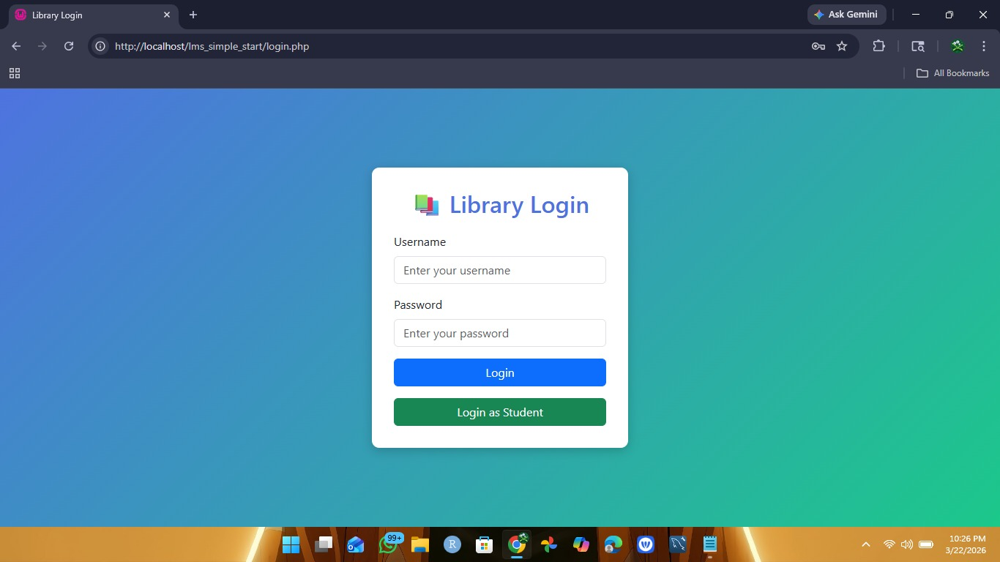 Library Login
Ask Gemini
http://localhost/lms_simple_start/login.php
All Bookmarks
Library Login
Username
Enter your username
Password
Enter your password
Login
Login as Student
99+
R
10:26 PM
3/22/2026